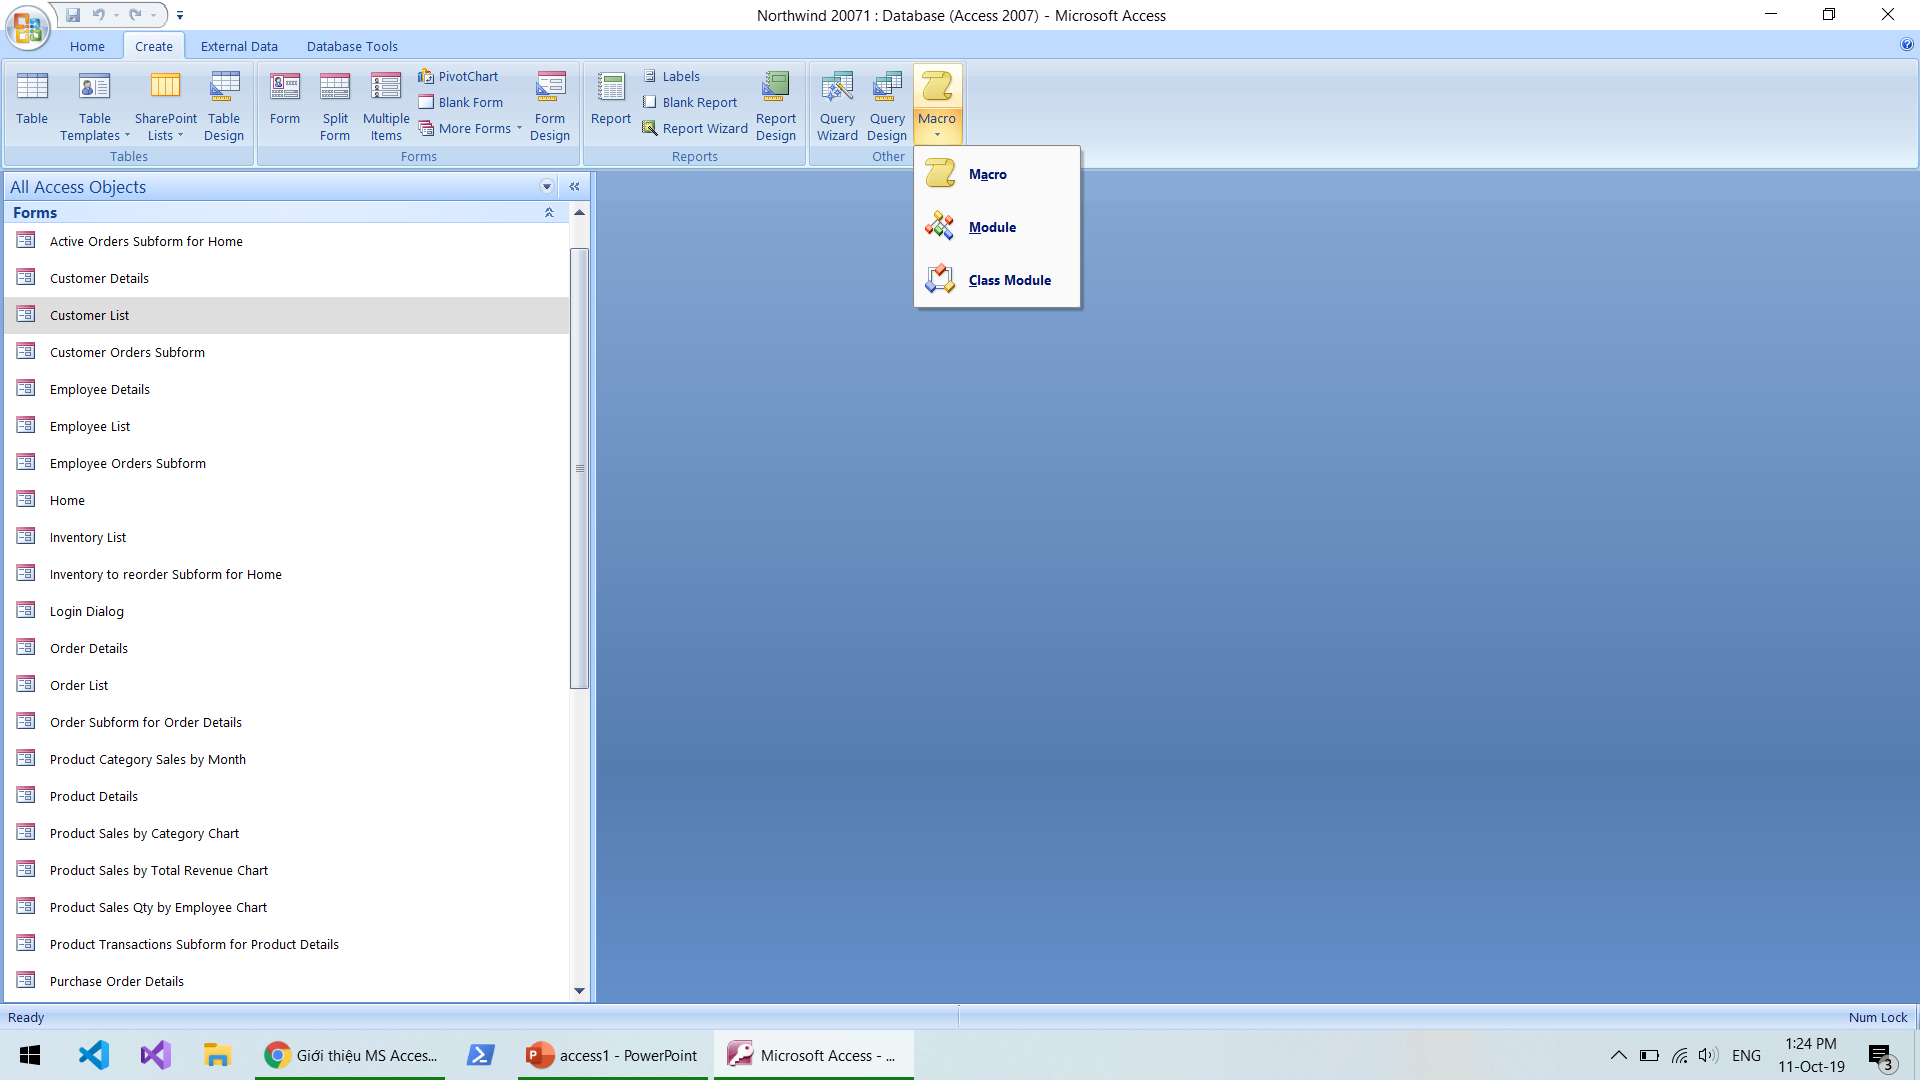 Northwind 20071 : Database (Access 2007) - Microsoft Access
Home
Create
External Data
Database Tools
Table
Table Templates
SharePoint Lists
Table Design
Tables
Form
Split Form
Multiple Items
PivotChart
Blank Form
More Forms
Form Design
Forms
Report
Labels
Blank Report
Report Wizard
Report Design
Reports
Query Wizard
Query Design
Macro
Other
Macro
Module
Class Module
All Access Objects
Forms
Active Orders Subform for Home
Customer Details
Customer List
Customer Orders Subform
Employee Details
Employee List
Employee Orders Subform
Home
Inventory List
Inventory to reorder Subform for Home
Login Dialog
Order Details
Order List
Order Subform for Order Details
Product Category Sales by Month
Product Details
Product Sales by Category Chart
Product Sales by Total Revenue Chart
Product Sales Qty by Employee Chart
Product Transactions Subform for Product Details
Purchase Order Details
Ready
Num Lock
Giới thiệu MS Acces...
access1 - PowerPoint
Microsoft Access - ...
ENG
1:24 PM
11-Oct-19
3